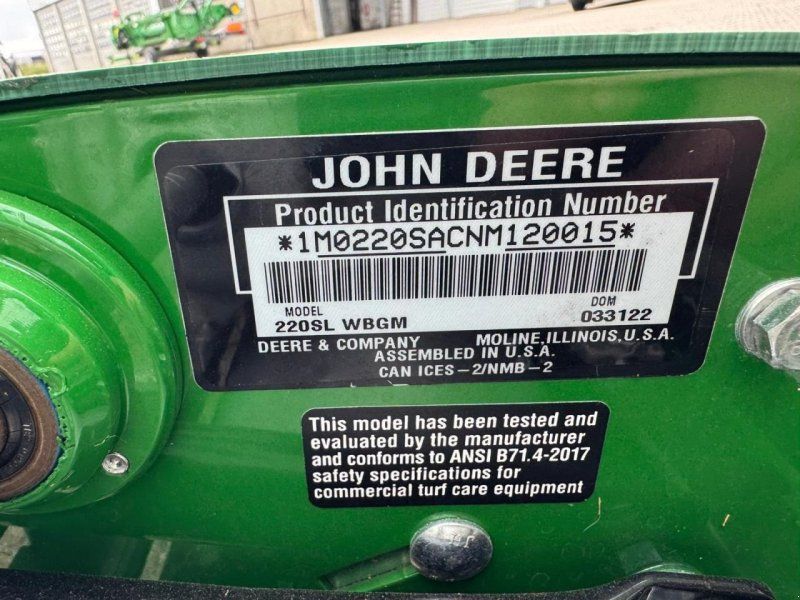 JOHN DEERE
Product Identification Number
*1M0220SACNM120015*
MODEL DOM
220SL WBGM 033122
DEERE & COMPANY MOLINE, ILLINOIS, U.S.A.
ASSEMBLED IN U.S.A.
CAN ICES-2/NMB-2
This model has been tested and
evaluated by the manufacturer
and conforms to ANSI B71.4-2017
safety specifications for
commercial turf care equipment